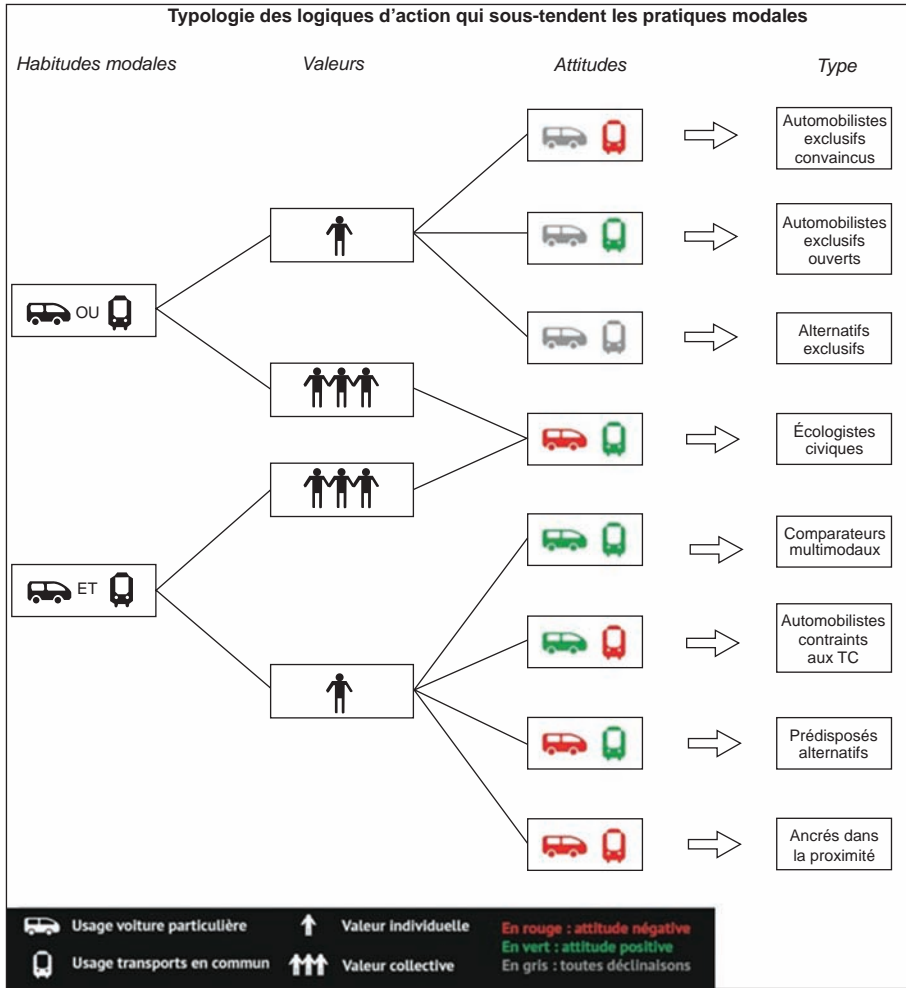 Typologie des logiques d'action qui sous-tendent les pratiques modales
Habitudes modales
Valeurs
Attitudes
Type
Automobilistes
exclusifs
convaincus
Automobilistes
exclusifs
ouverts
OU
Alternatifs
exclusifs
Écologistes
civiques
Comparateurs
multimodaux
ET
Automobilistes
contraints
aux TC
Prédisposés
alternatifs
Ancrés dans
la proximité
Usage voiture particulière
Valeur individuelle
En rouge : attitude négative
En vert : attitude positive
Usage transports en commun
Valeur collective
En gris : toutes déclinaisons